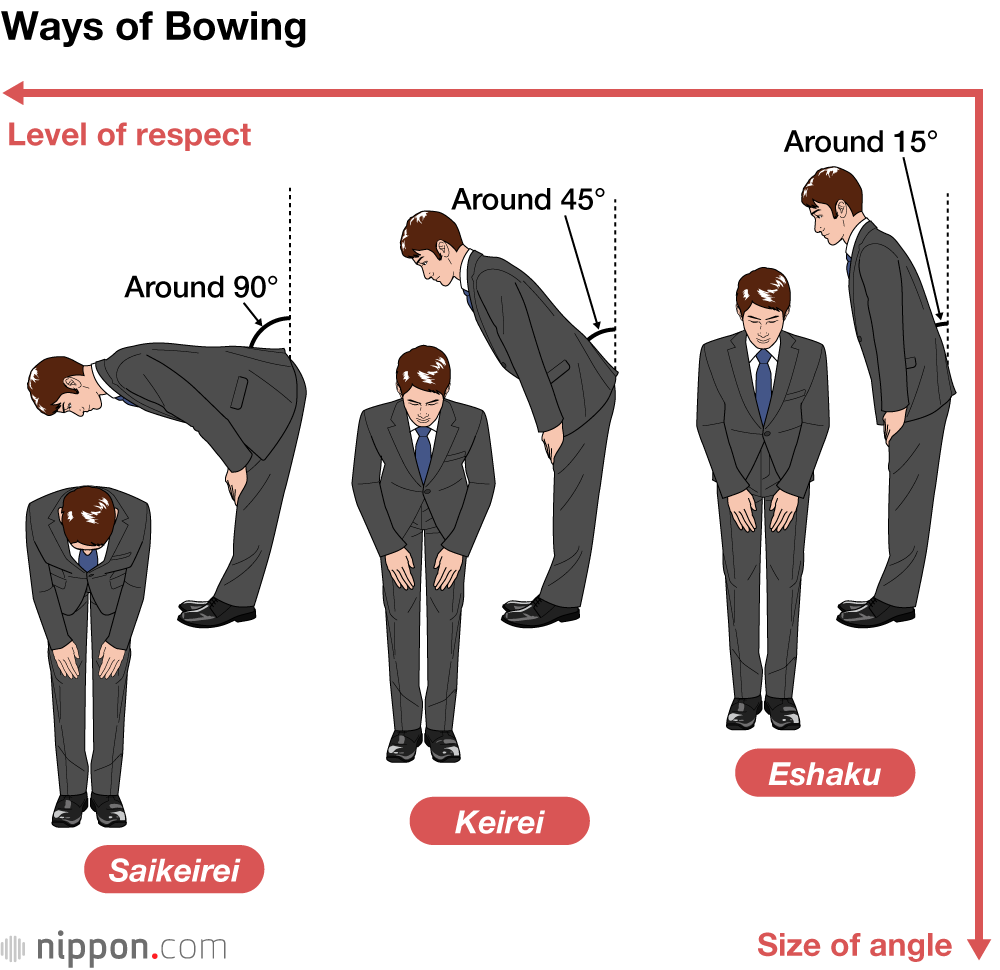 Ways of Bowing
Level of respect
Around 15°
Around 45°
Around 90°
Eshaku
Keirei
Saikeirei
nippon.com
Size of angle